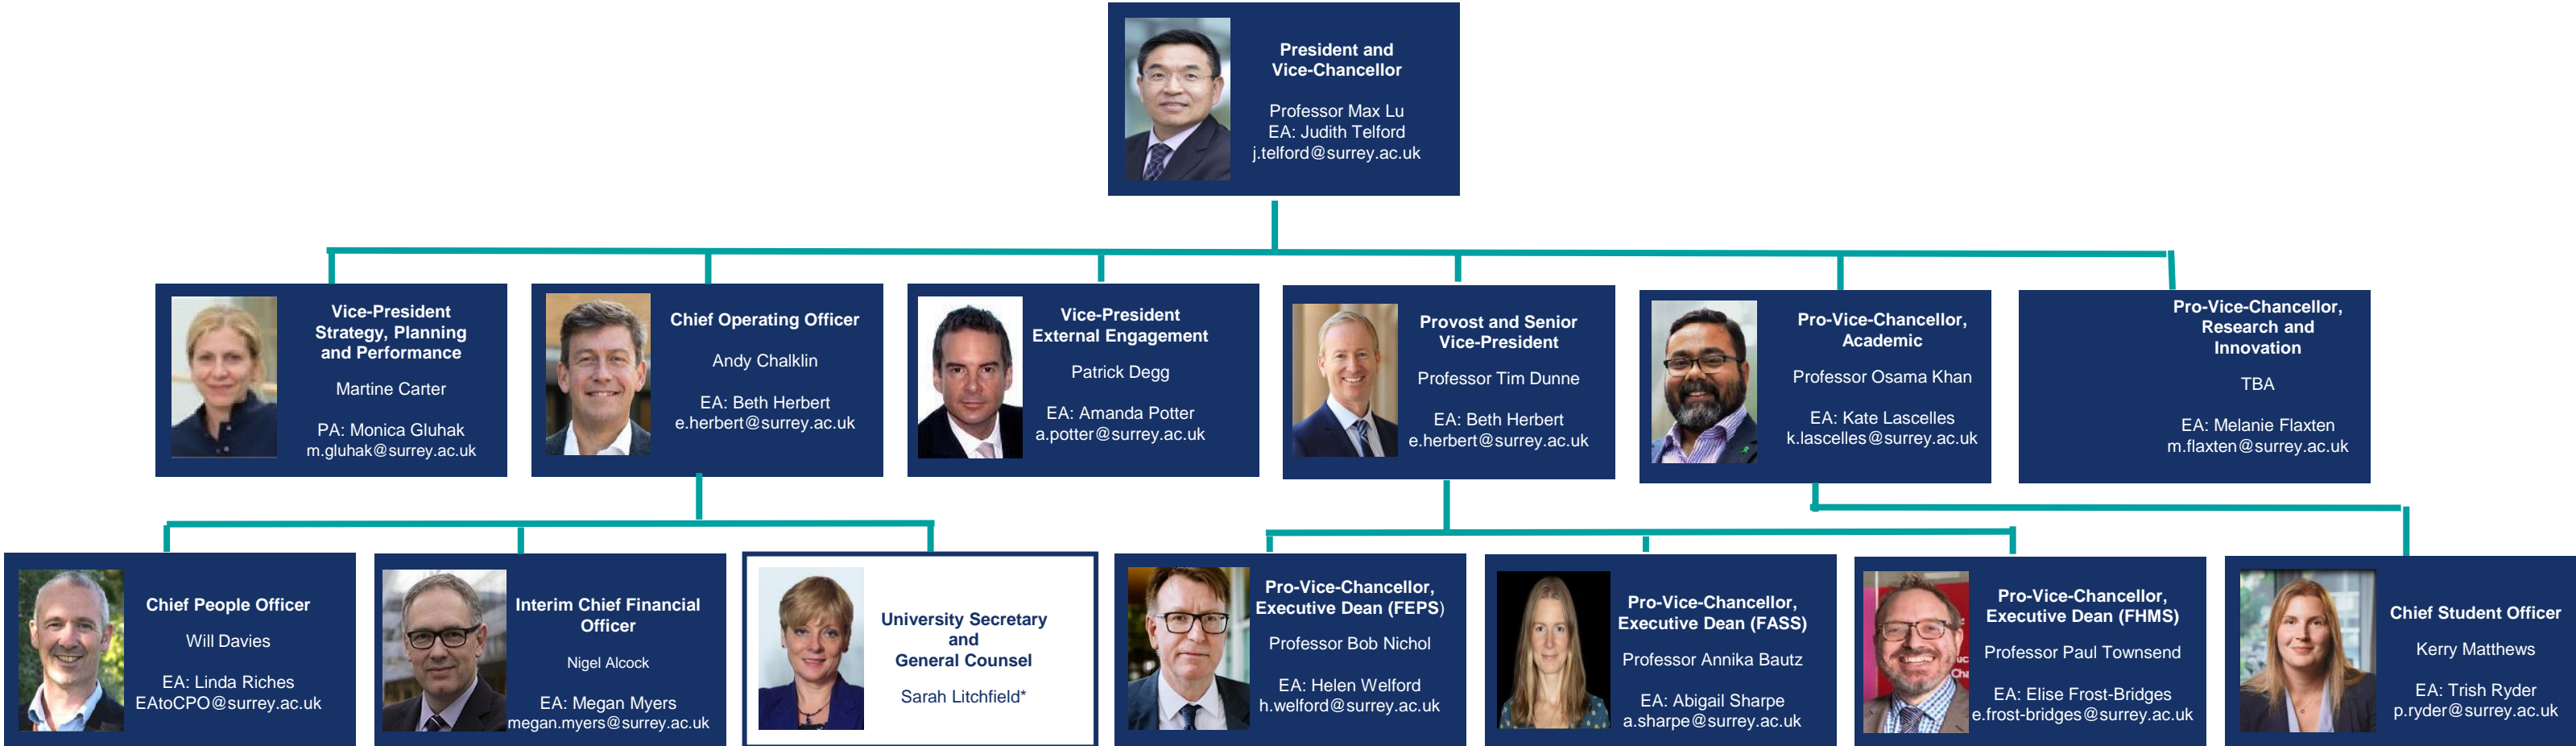 President and
Vice-Chancellor
Professor Max Lu
EA: Judith Telford
j.telford@surrey.ac.uk
Vice-President
Strategy, Planning
and Performance
Martine Carter
PA: Monica Gluhak
m.gluhak@surrey.ac.uk
Chief Operating Officer
Andy Chalklin
EA: Beth Herbert
e.herbert@surrey.ac.uk
Vice-President
External Engagement
Patrick Degg
EA: Amanda Potter
a.potter@surrey.ac.uk
Provost and Senior
Vice-President
Professor Tim Dunne
EA: Beth Herbert
e.herbert@surrey.ac.uk
Pro-Vice-Chancellor,
Academic
Professor Osama Khan
EA: Kate Lascelles
k.lascelles@surrey.ac.uk
Pro-Vice-Chancellor,
Research and
Innovation
TBA
EA: Melanie Flaxten
m.flaxten@surrey.ac.uk
Chief People Officer
Will Davies
EA: Linda Riches
EAtoCPO@surrey.ac.uk
Interim Chief Financial
Officer
Nigel Alcock
EA: Megan Myers
megan.myers@surrey.ac.uk
University Secretary
and
General Counsel
Sarah Litchfield*
Pro-Vice-Chancellor,
Executive Dean (FEPS)
Professor Bob Nichol
EA: Helen Welford
h.welford@surrey.ac.uk
Pro-Vice-Chancellor,
Executive Dean (FASS)
Professor Annika Bautz
EA: Abigail Sharpe
a.sharpe@surrey.ac.uk
Pro-Vice-Chancellor,
Executive Dean (FHMS)
Professor Paul Townsend
EA: Elise Frost-Bridges
e.frost-bridges@surrey.ac.uk
Chief Student Officer
Kerry Matthews
EA: Trish Ryder
p.ryder@surrey.ac.uk